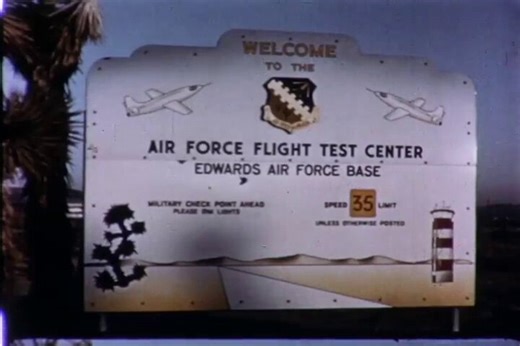 WELCOME
TO THE
AIR FORCE FLIGHT TEST CENTER
EDWARDS AIR FORCE BASE
MILITARY CHECK POINT AHEAD
PLEASE DIM LIGHTS
SPEED 35 LIMIT
UNLESS OTHERWISE POSTED